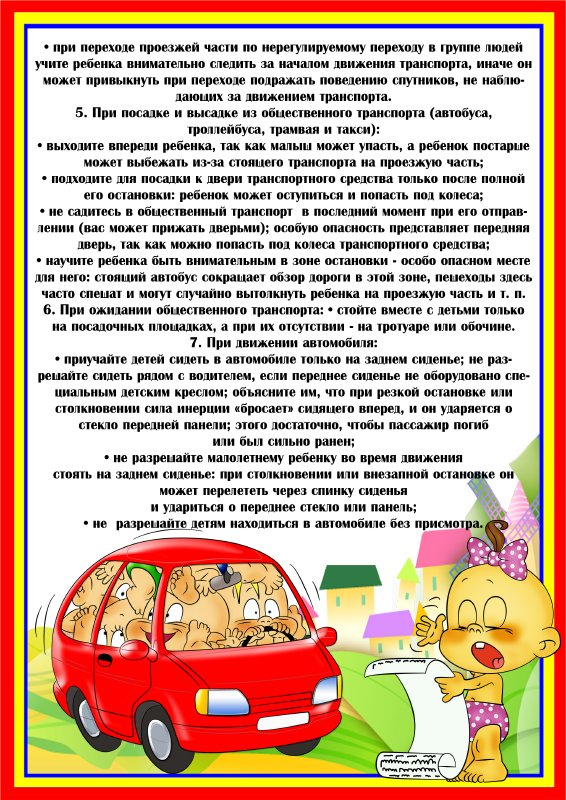 • при переходе проезжей части по нерегулируемому переходу в группе людей
учите ребенка внимательно следить за началом движения транспорта, иначе он
может привыкнуть при переходе подражать поведению спутников, не наблю-
дающих за движением транспорта.
5. При посадке и высадке из общественного транспорта (автобуса,
троллейбуса, трамвая и такси):
• выходите впереди ребенка, так как малыш может упасть, а ребенок постарше
может выбежать из-за стоящего транспорта на проезжую часть;
• подходите для посадки к двери транспортного средства только после полной
его остановки: ребенок может оступиться и попасть под колеса;
• не садитесь в общественный транспорт в последний момент при его отправ-
лении (вас может прижать дверьми); особую опасность представляет передняя
дверь, так как можно попасть под колеса транспортного средства;
• научите ребенка быть внимательным в зоне остановки - особо опасном месте
для него: стоящий автобус сокращает обзор дороги в этой зоне, пешеходы здесь
часто спешат и могут случайно вытолкнуть ребенка на проезжую часть и т. п.
6. При ожидании общественного транспорта: • стойте вместе с детьми только
на посадочных площадках, а при их отсутствии - на тротуаре или обочине.
7. При движении автомобиля:
• приучайте детей сидеть в автомобиле только на заднем сиденье; не раз-
решайте сидеть рядом с водителем, если переднее сиденье не оборудовано спе-
циальным детским креслом; объясните им, что при резкой остановке или
столкновении сила инерции «бросает» сидящего вперед, и он ударяется о
стекло передней панели; этого достаточно, чтобы пассажир погиб
или был сильно ранен;
• не разрешайте малолетнему ребенку во время движения
стоять на заднем сиденье: при столкновении или внезапной остановке он
может перелететь через спинку сиденья
и удариться о переднее стекло или панель;
• не разрешайте детям находиться в автомобиле без присмотра.